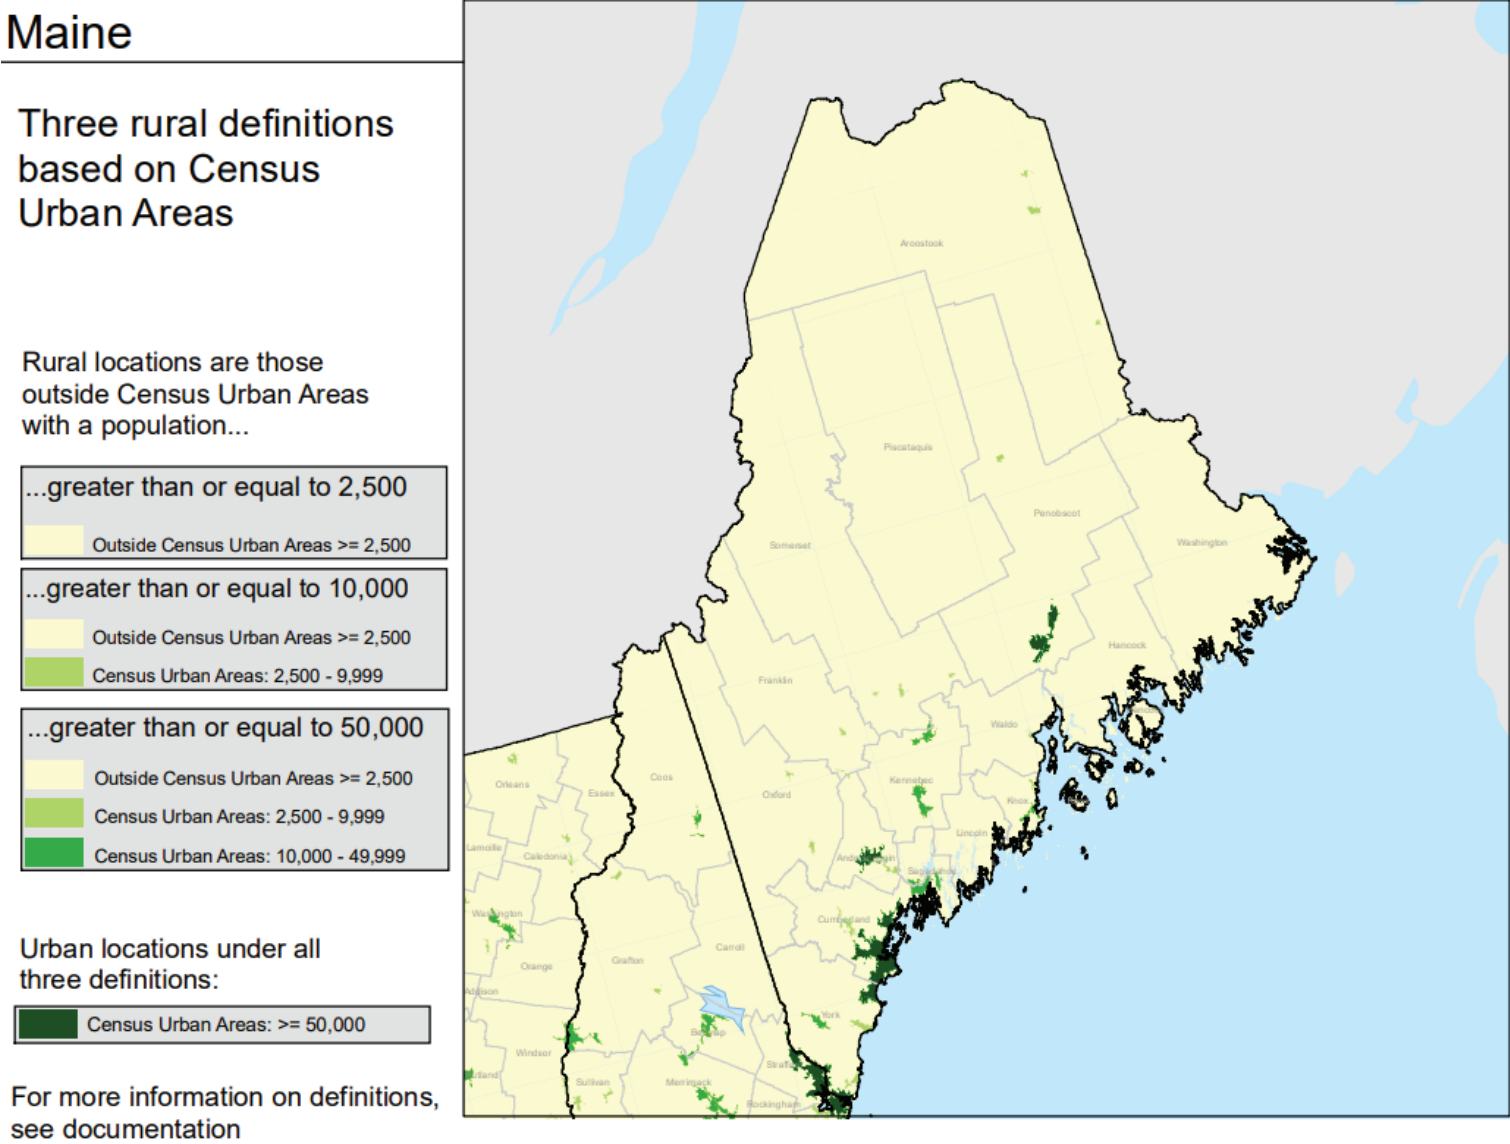 Maine
Three rural definitions
based on Census
Urban Areas
Rural locations are those
outside Census Urban Areas
with a population...
...greater than or equal to 2,500
Outside Census Urban Areas >= 2,500
...greater than or equal to 10,000
Outside Census Urban Areas >= 2,500
Census Urban Areas: 2,500 - 9,999
...greater than or equal to 50,000
Outside Census Urban Areas >= 2,500
Census Urban Areas: 2,500 - 9,999
Census Urban Areas: 10,000 - 49,999
Urban locations under all
three definitions:
Census Urban Areas: >= 50,000
For more information on definitions,
see documentation
Aroostook
Piscataquis
Penobscot
Somerset
Washington
Hancock
Franklin
Waldo
Coos
Orleans
Essex
Oxford
Kennebec
Knox
Lincoln
Lamoille
Caledonia
Washington
Cumberland
Carroll
Grafton
Orange
York
Windsor
Sullivan
Merrimack
Rockingham